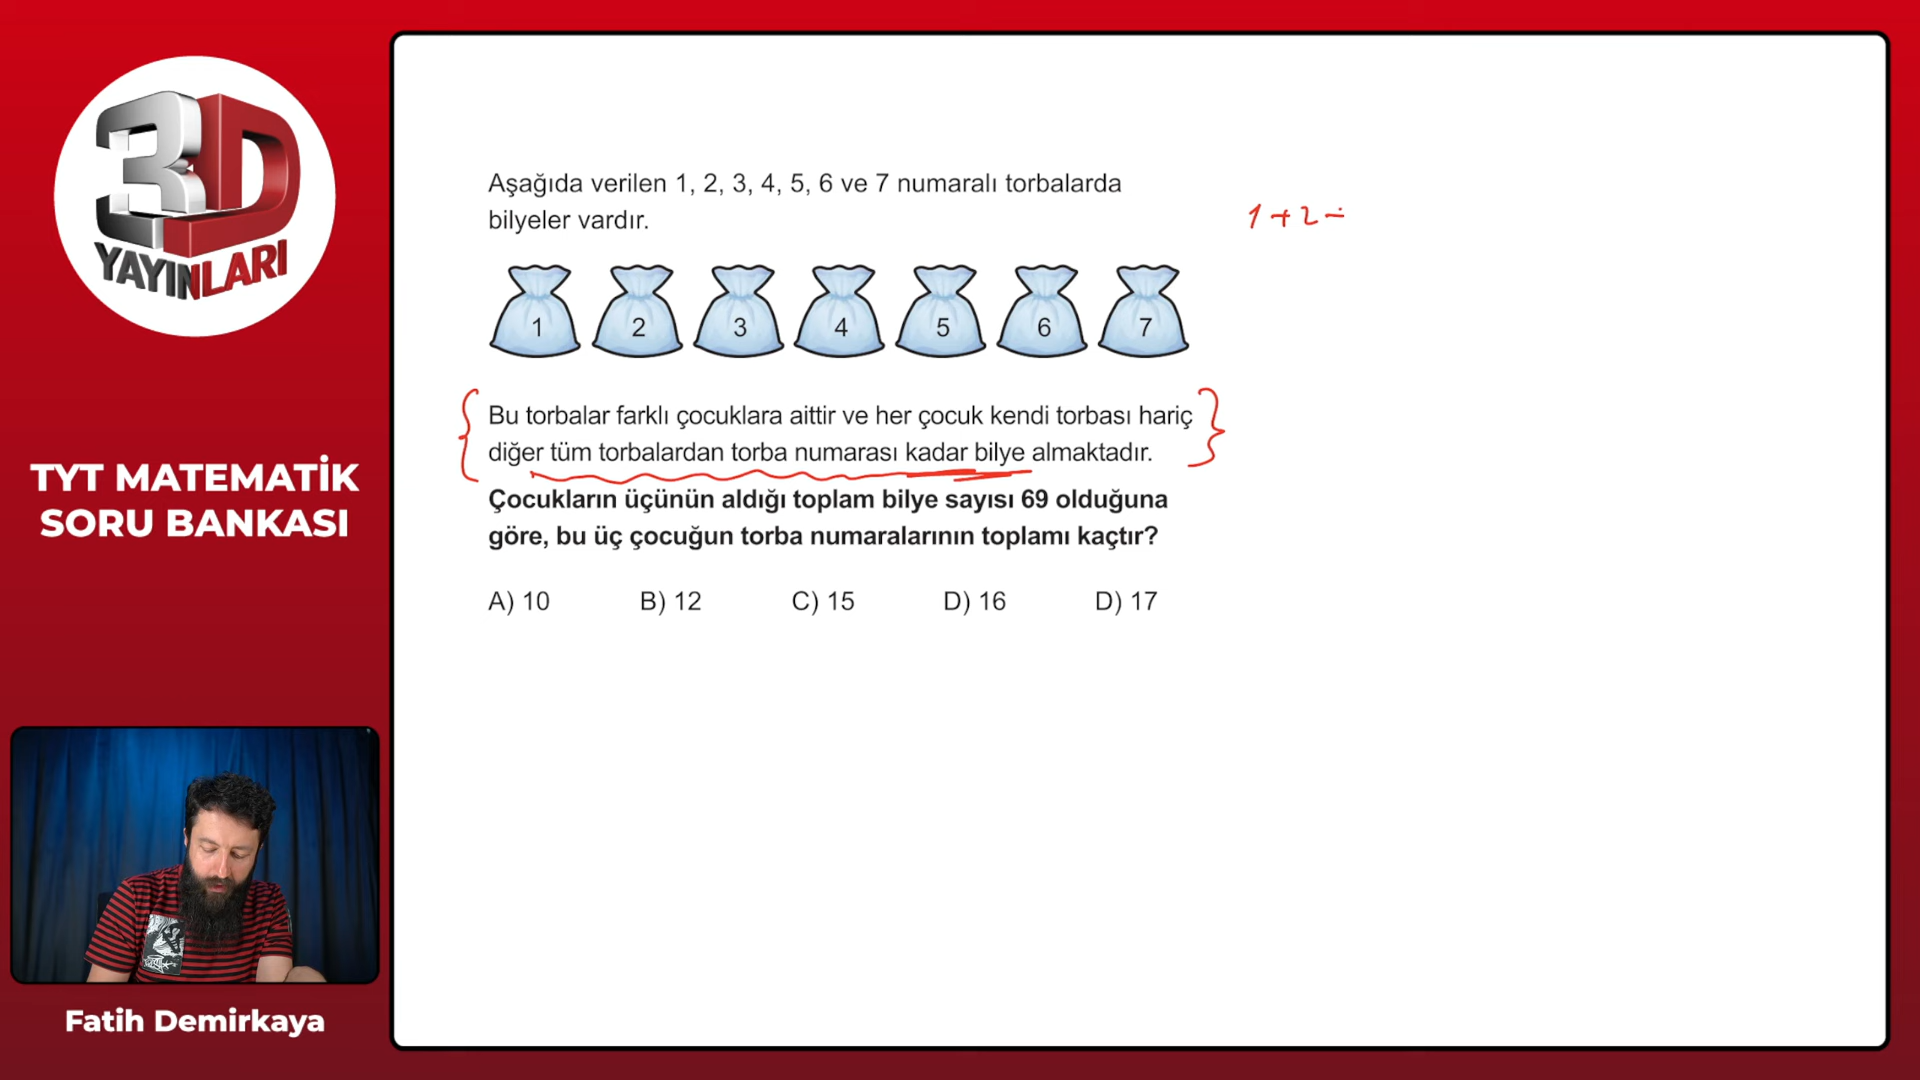 3D
YAYINLARI
TYT MATEMATİK
SORU BANKASI
Fatih Demirkaya
Aşağıda verilen 1, 2, 3, 4, 5, 6 ve 7 numaralı torbalarda
bilyeler vardır.
1 + 2 -
1 2 3 4 5 6 7
Bu torbalar farklı çocuklara aittir ve her çocuk kendi torbası hariç
diğer tüm torbalardan torba numarası kadar bilye almaktadır.
Çocukların üçünün aldığı toplam bilye sayısı 69 olduğuna
göre, bu üç çocuğun torba numaralarının toplamı kaçtır?
A) 10 B) 12 C) 15 D) 16 D) 17